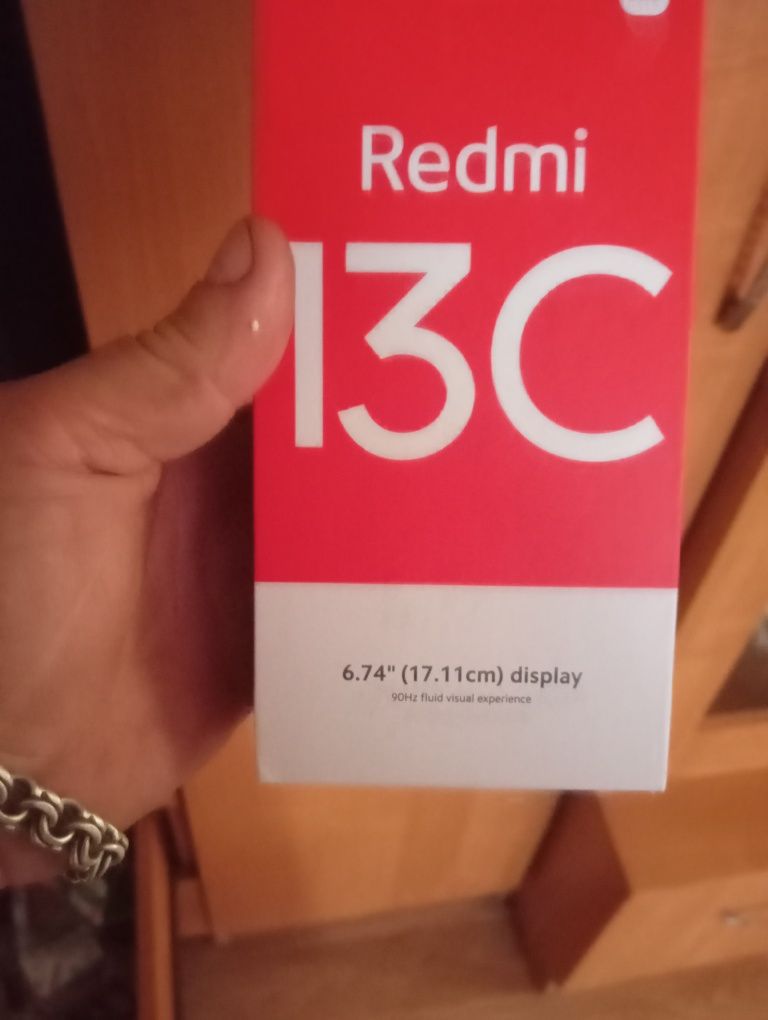 Redmi
13C
6.74" (17.11cm) display
90Hz fluid visual experience